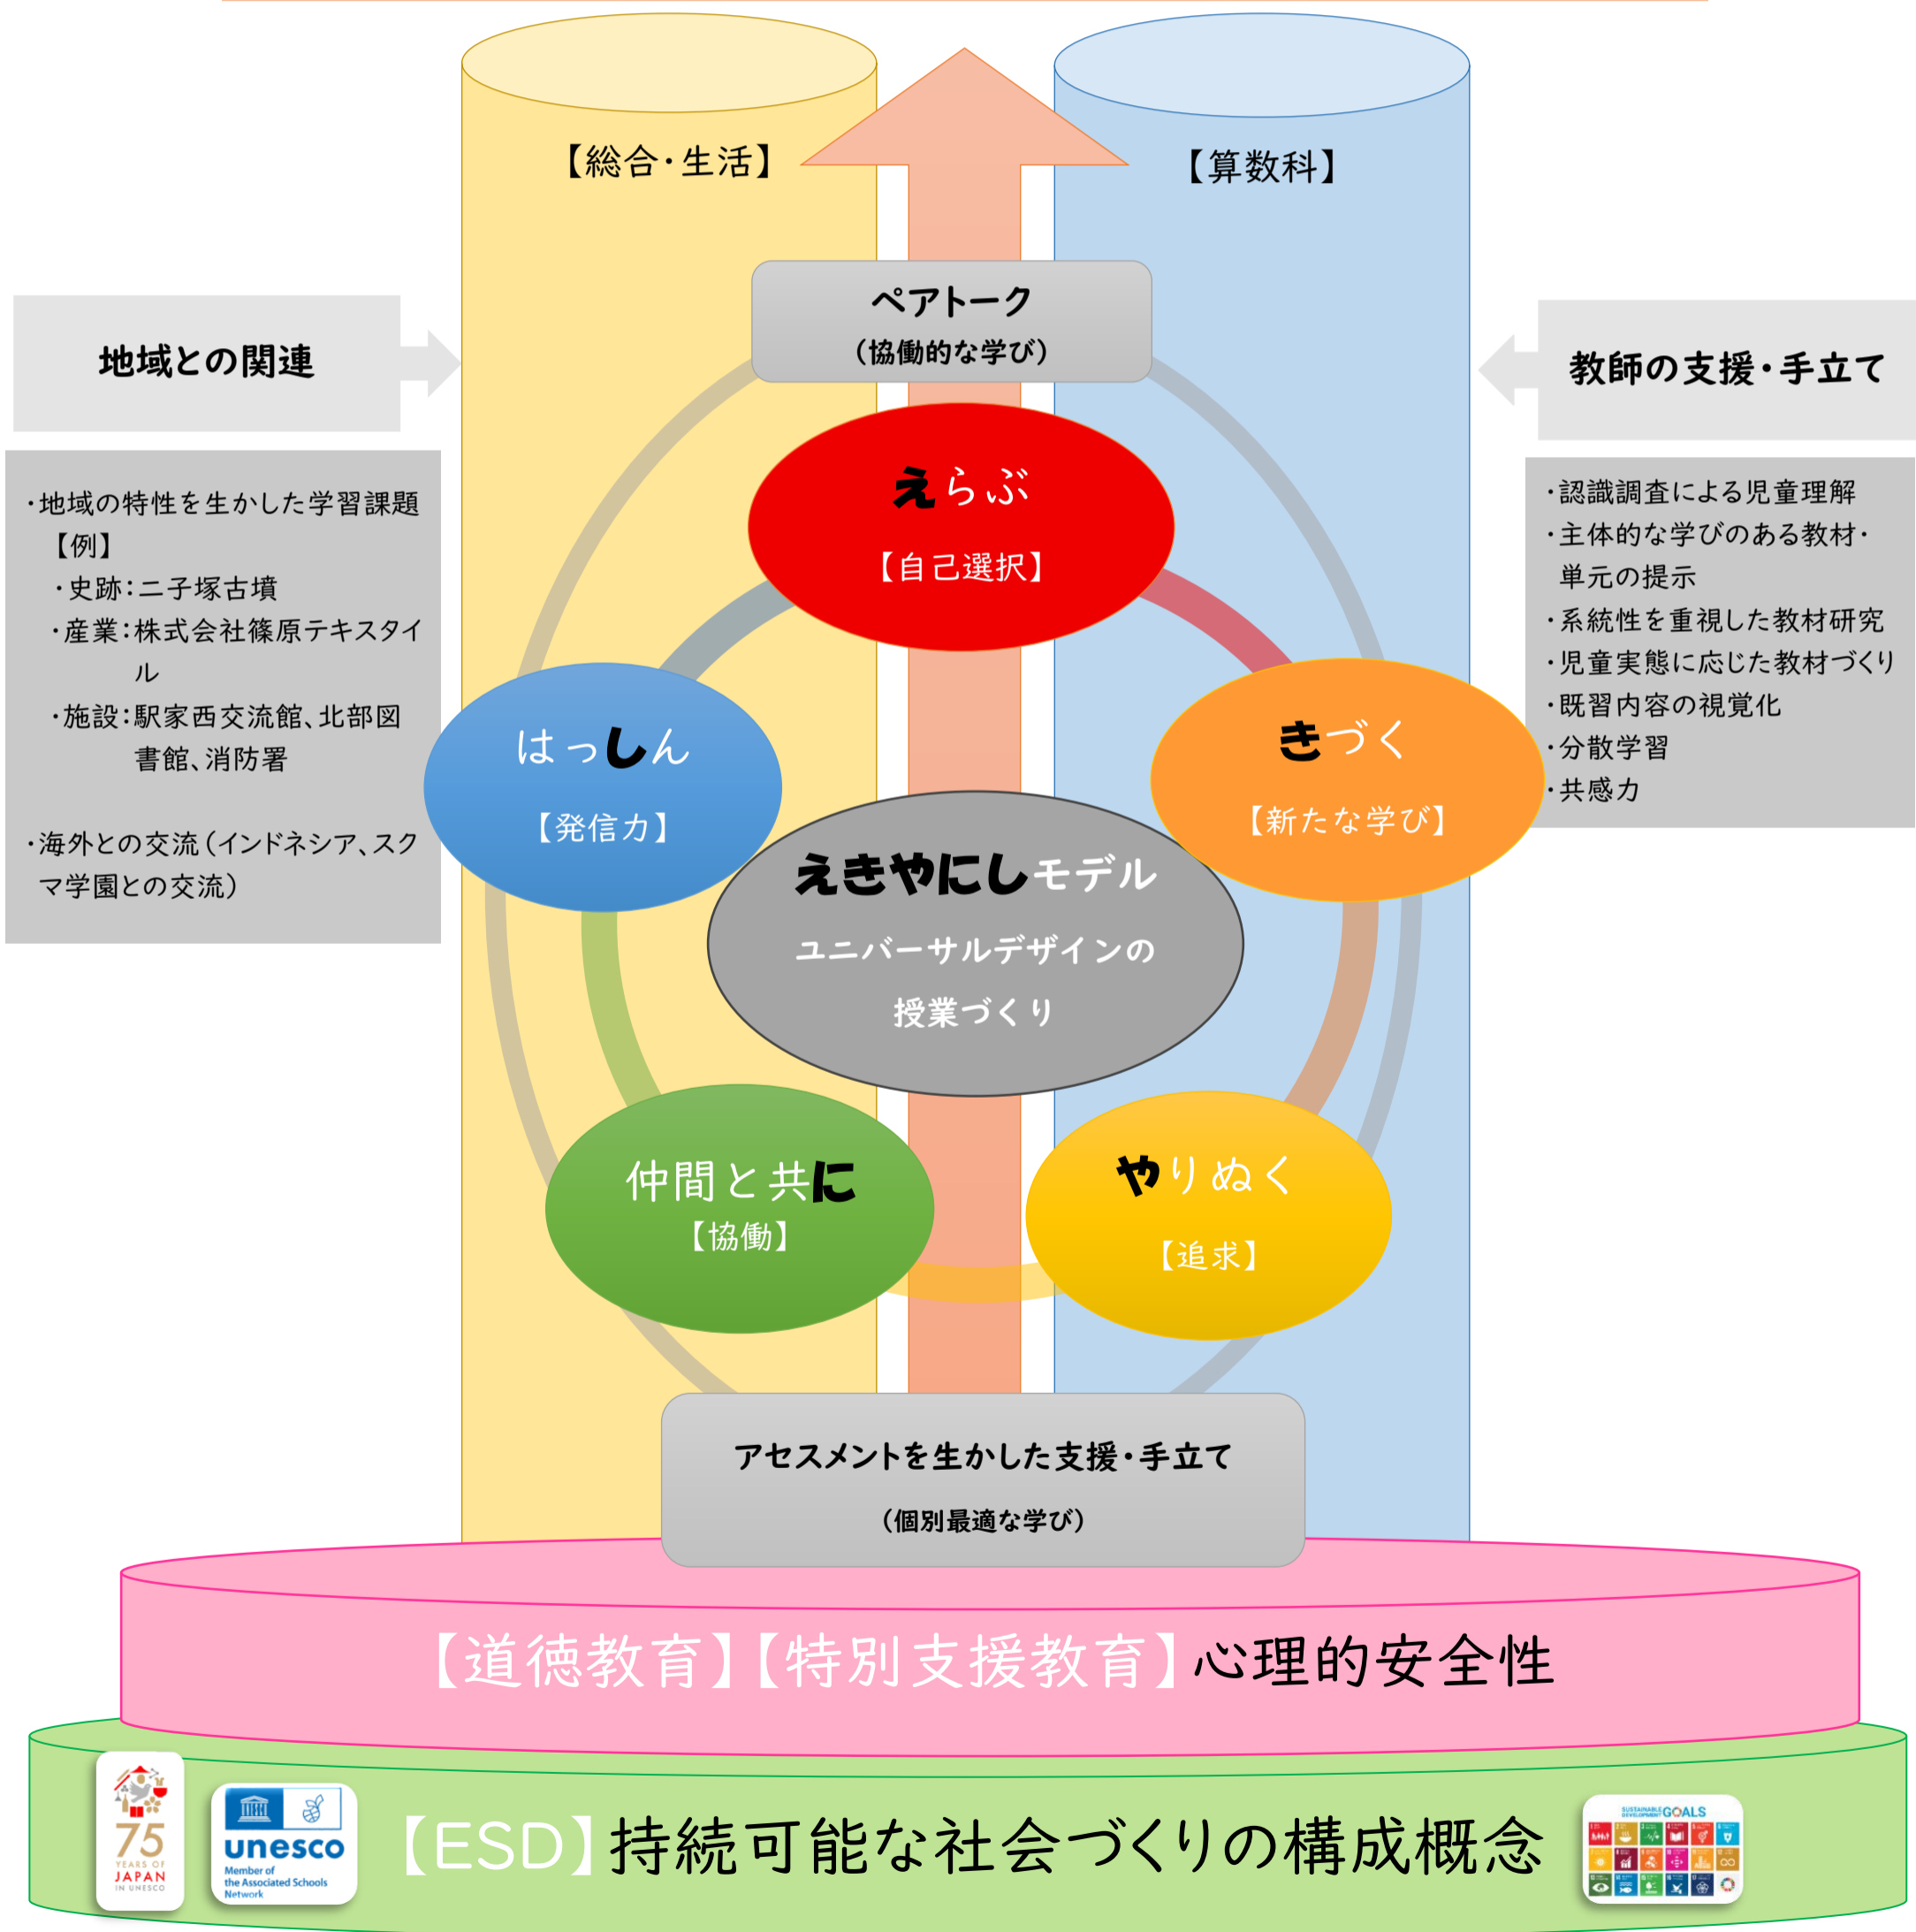 【総合・生活】
【算数科】
ペアトーク
(協働的な学び)
地域との関連
・地域の特性を生かした学習課題
【例】
・史跡：二子塚古墳
・産業：株式会社篠原テキスタイ
ル
・施設：駅家西交流館、北部図
書館、消防署
・海外との交流(インドネシア、スク
マ学園との交流)
教師の支援・手立て
・認識調査による児童理解
・主体的な学びのある教材・
単元の提示
・系統性を重視した教材研究
・児童実態に応じた教材づくり
・既習内容の視覚化
・分散学習
・共感力
えらぶ
【自己選択】
はっしん
【発信力】
きづく
【新たな学び】
えきやにしモデル
ユニバーサルデザインの
授業づくり
仲間と共に
【協働】
やりぬく
【追求】
アセスメントを生かした支援・手立て
(個別最適な学び)
【道徳教育】【特別支援教育】心理的安全性
75
YEARS OF
JAPAN
IN UNESCO
unesco
Member of
the Associated Schools
Network
【ESD】持続可能な社会づくりの構成概念
SUSTAINABLE
DEVELOPMENT GOALS